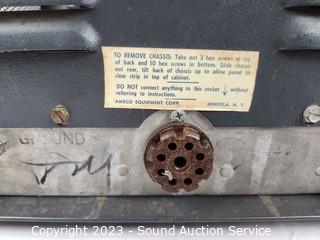 TO REMOVE CHASSIS: Take out 3 hex screws at top
of back and 10 hex screws in bottom. Slide chassis
out rear, tilt back of chassis up to allow panel to
clear strip in top of cabinet.
DO NOT connect anything to this socket ↓ without
referring to instructions.
AMECO EQUIPMENT CORP. MINEOLA, N. Y.
GROUND
Copyright 2023 - Sound Auction Service